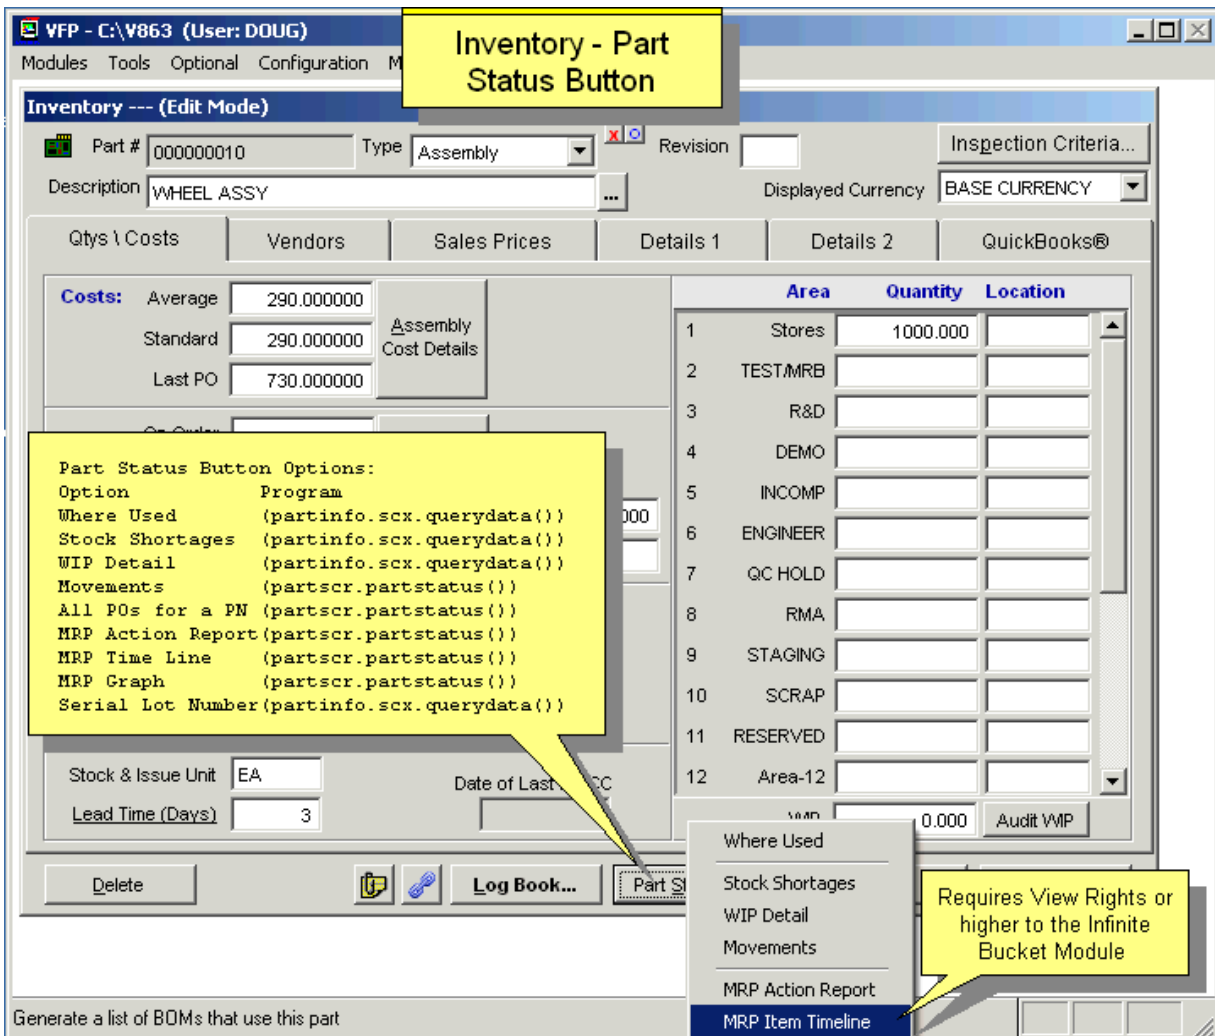 VFP - C:\V863 (User: DOUG)
Modules Tools Optional Configuration M
Inventory - Part
Status Button
Inventory --- (Edit Mode)
Part # 000000010 Type Assembly X O Revision Inspection Criteria...
Description WHEEL ASSY ... Displayed Currency BASE CURRENCY
Qtys \ Costs Vendors Sales Prices Details 1 Details 2 QuickBooks®
Costs: Average 290.000000
Standard 290.000000
Last PO 730.000000
Assembly
Cost Details
Area Quantity Location
1 Stores 1000.000
2 TEST/MRB
3 R&D
4 DEMO
5 INCOMP
6 ENGINEER
7 QC HOLD
8 RMA
9 STAGING
10 SCRAP
11 RESERVED
12 Area-12
0.000 Audit WIP
On Order
000
Part Status Button Options:
Option Program
Where Used (partinfo.scx.querydata())
Stock Shortages (partinfo.scx.querydata())
WIP Detail (partinfo.scx.querydata())
Movements (partscr.partstatus())
All POs for a PN (partscr.partstatus())
MRP Action Report(partscr.partstatus())
MRP Time Line (partscr.partstatus())
MRP Graph (partscr.partstatus())
Serial Lot Number(partinfo.scx.querydata())
Stock & Issue Unit EA
Date of Last CC
Lead Time (Days) 3
Delete Log Book... Part St
Where Used
Stock Shortages
WIP Detail
Movements
MRP Action Report
MRP Item Timeline
Requires View Rights or
higher to the Infinite
Bucket Module
Generate a list of BOMs that use this part